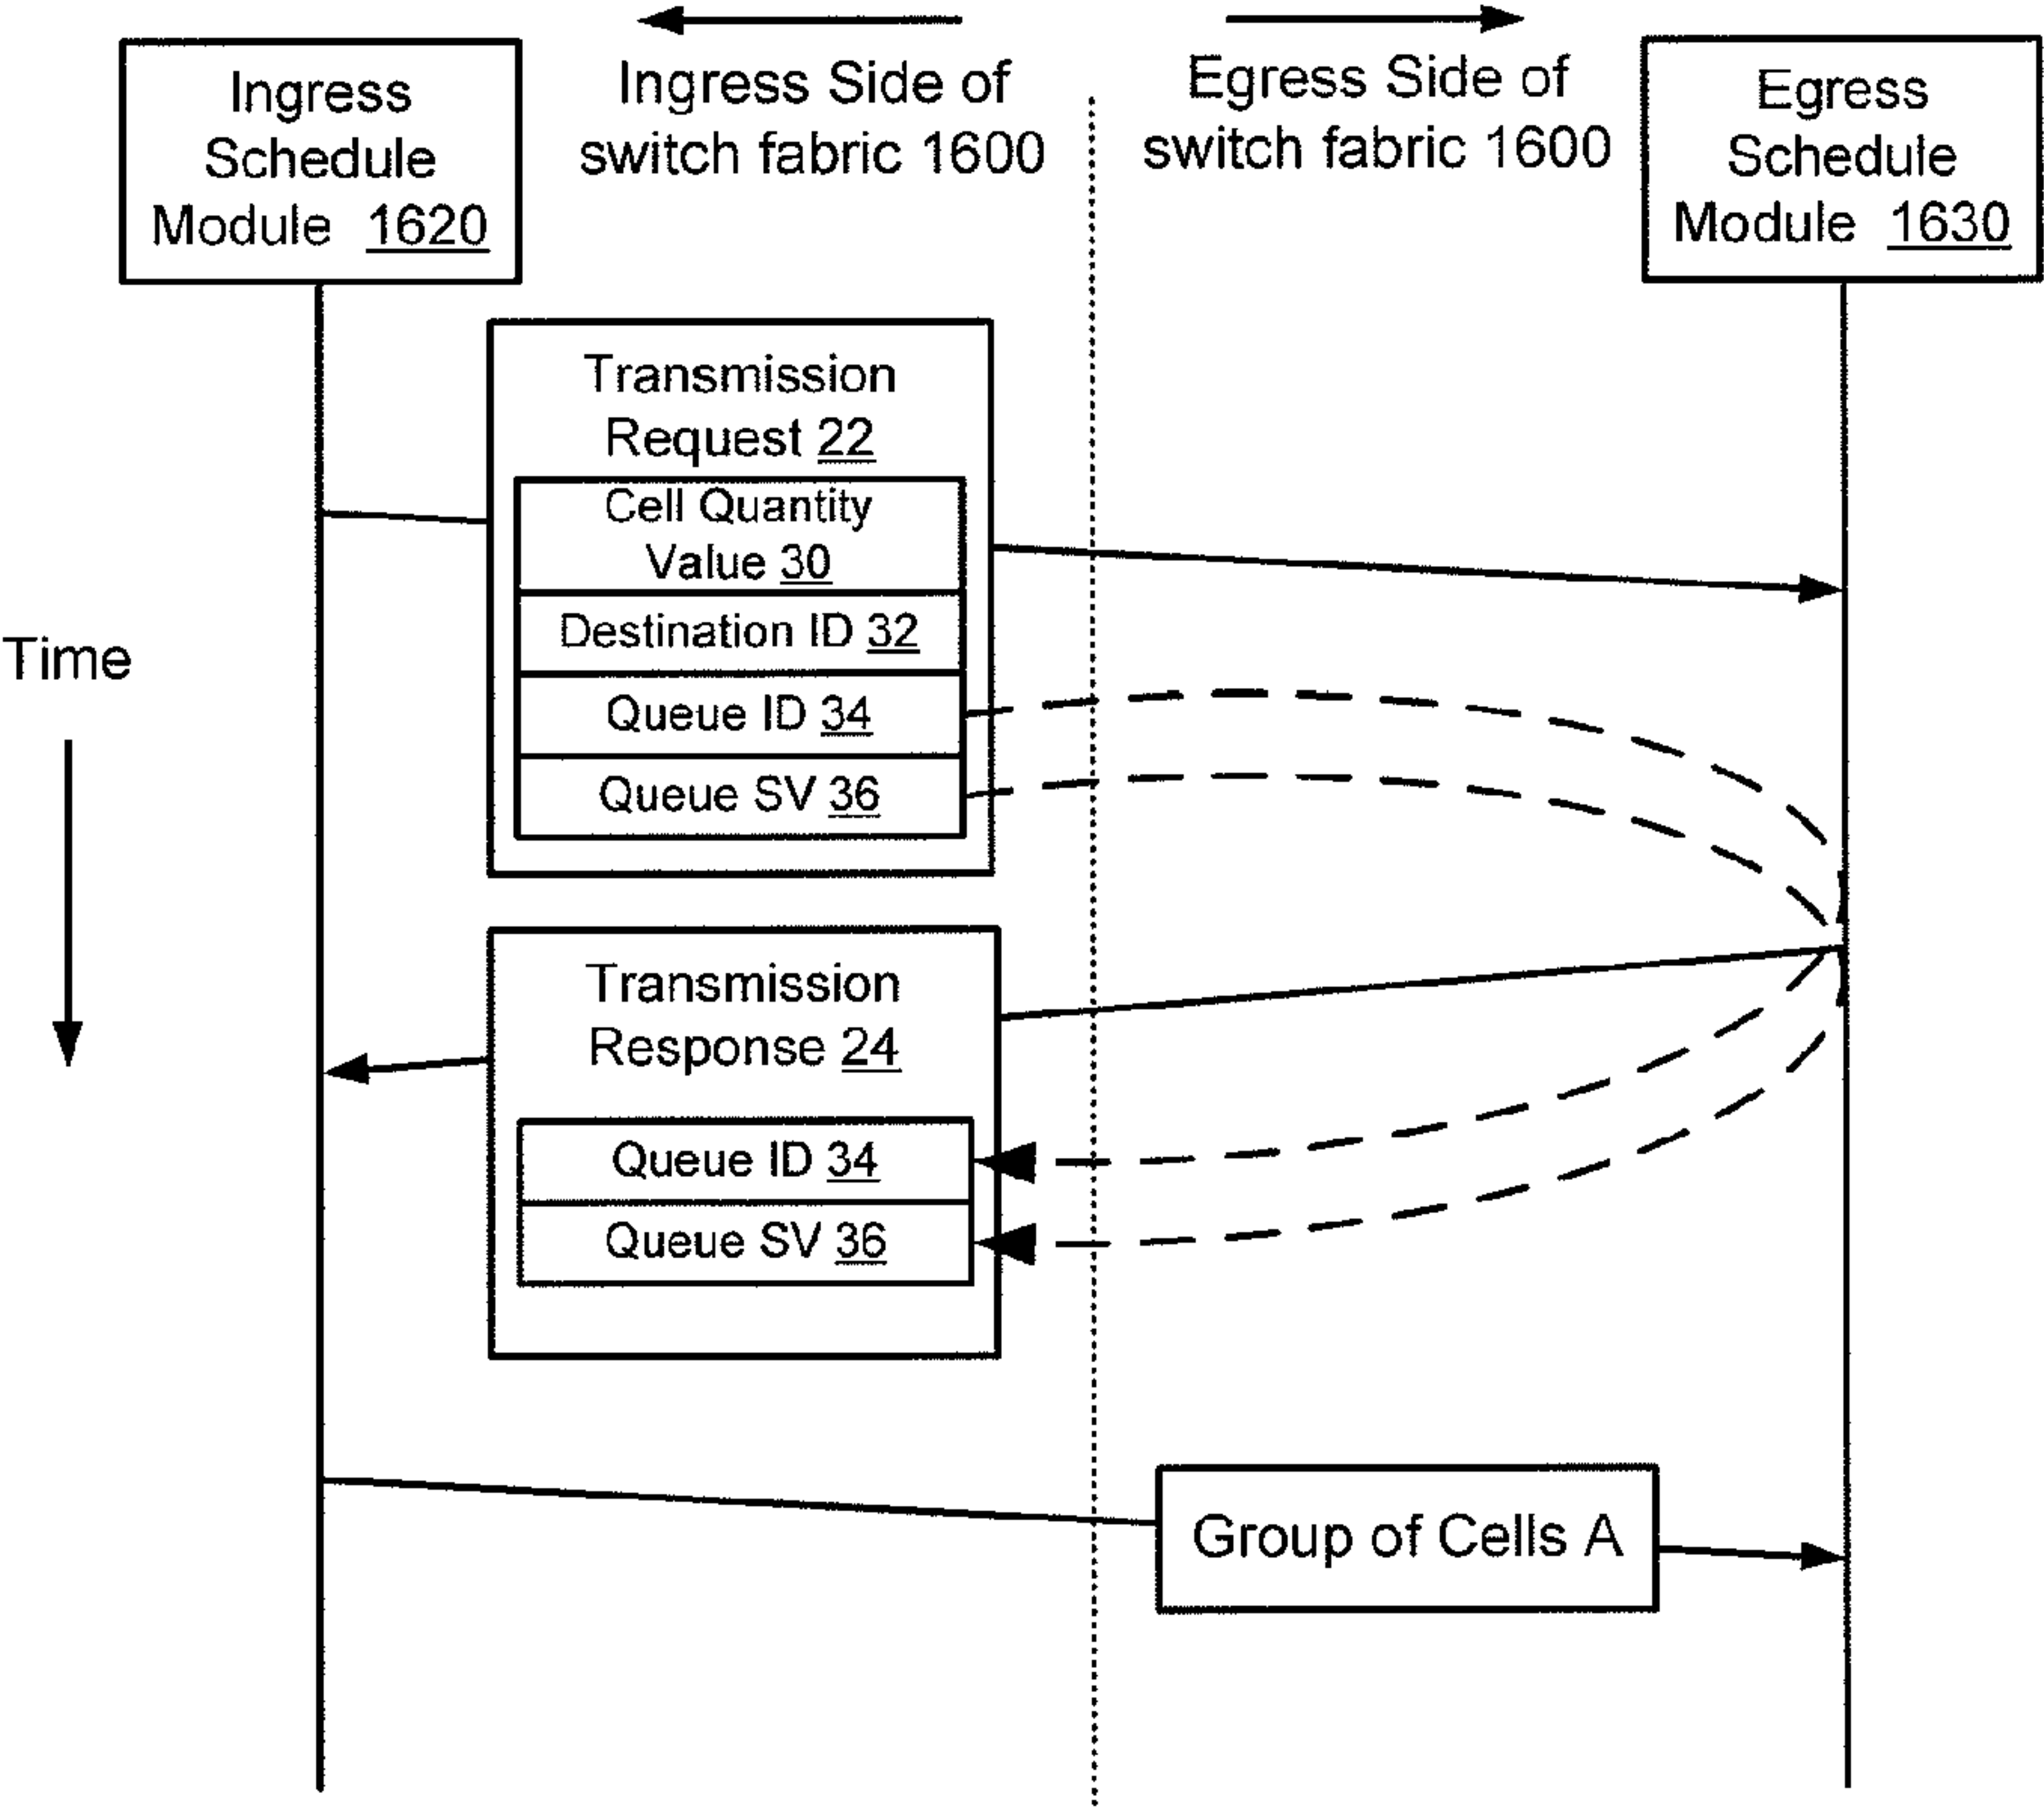 Ingress
Schedule
Module 1620
Ingress Side of
switch fabric 1600
Egress Side of
switch fabric 1600
Egress
Schedule
Module 1630
Transmission
Request 22
Cell Quantity
Value 30
Destination ID 32
Queue ID 34
Queue SV 36
Time
Transmission
Response 24
Queue ID 34
Queue SV 36
Group of Cells A